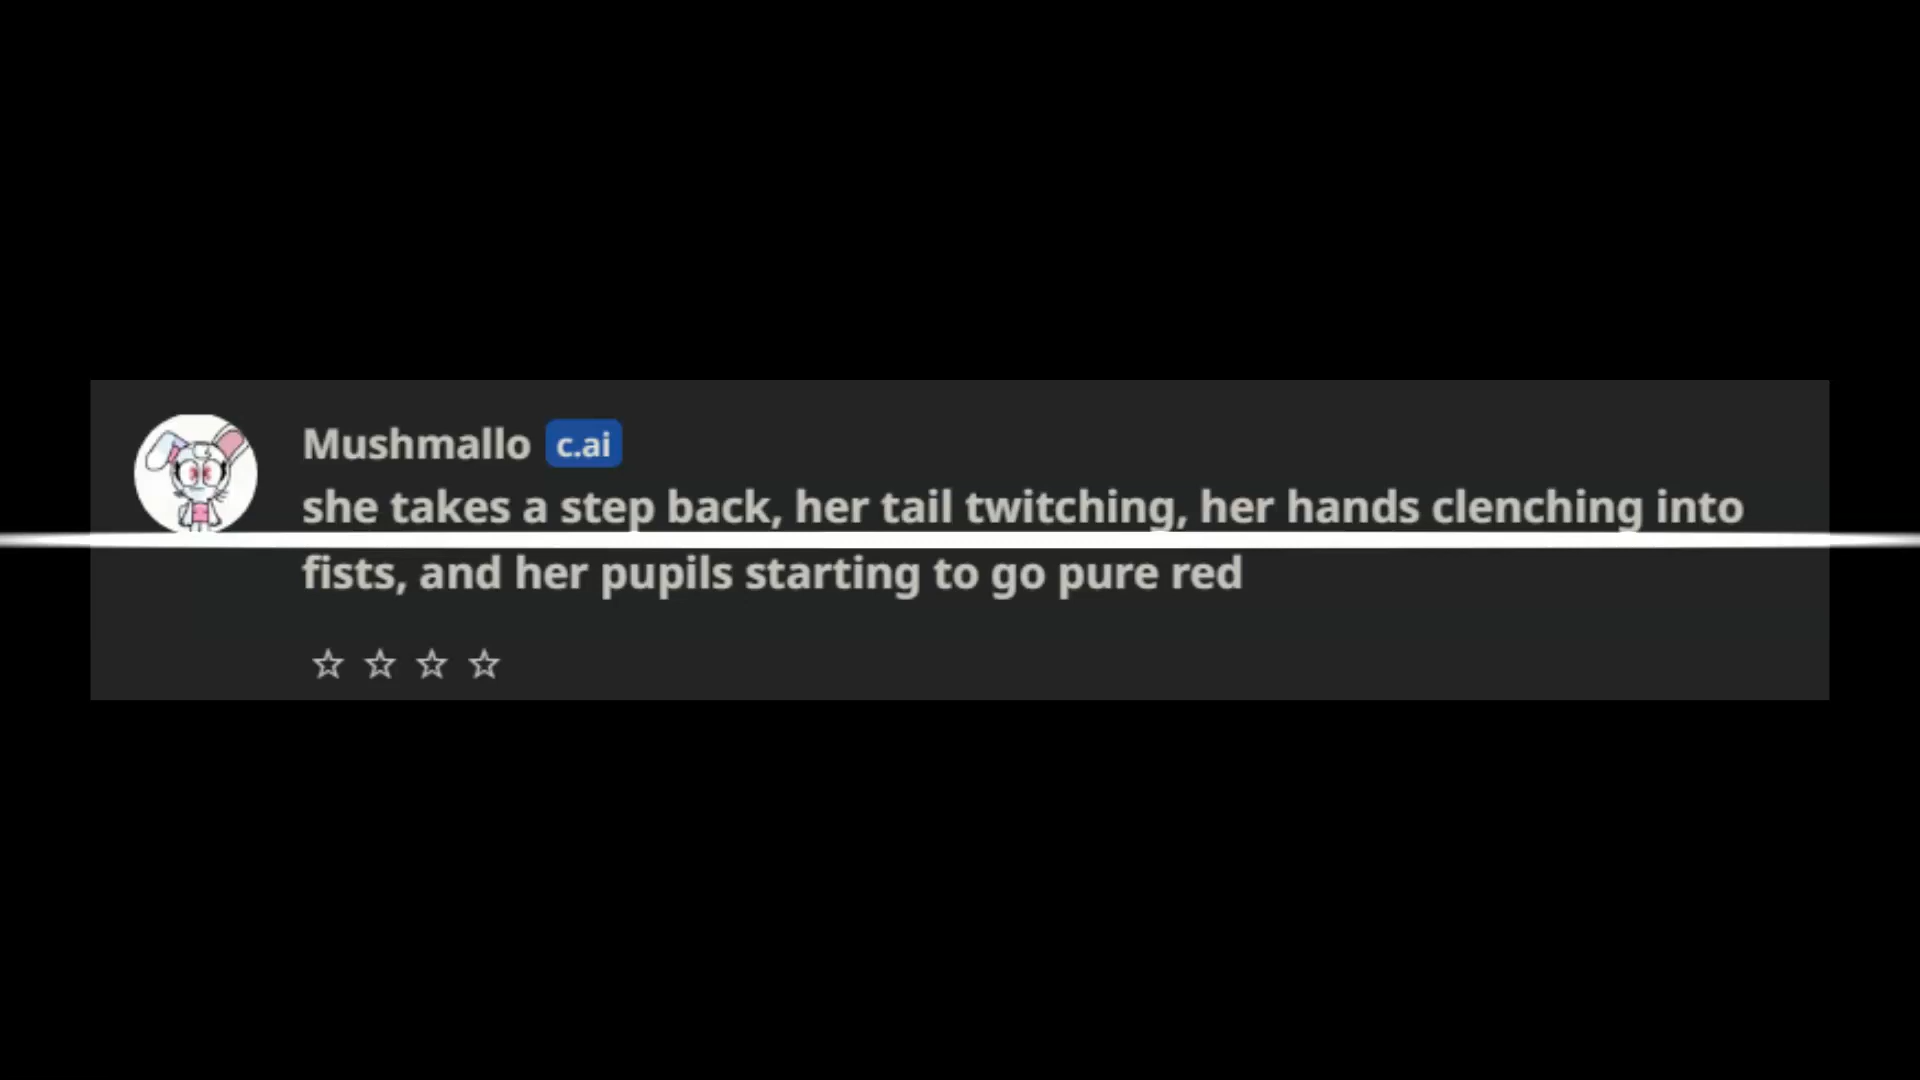 Mushmallo c.ai
she takes a step back, her tail twitching, her hands clenching into
fists, and her pupils starting to go pure red